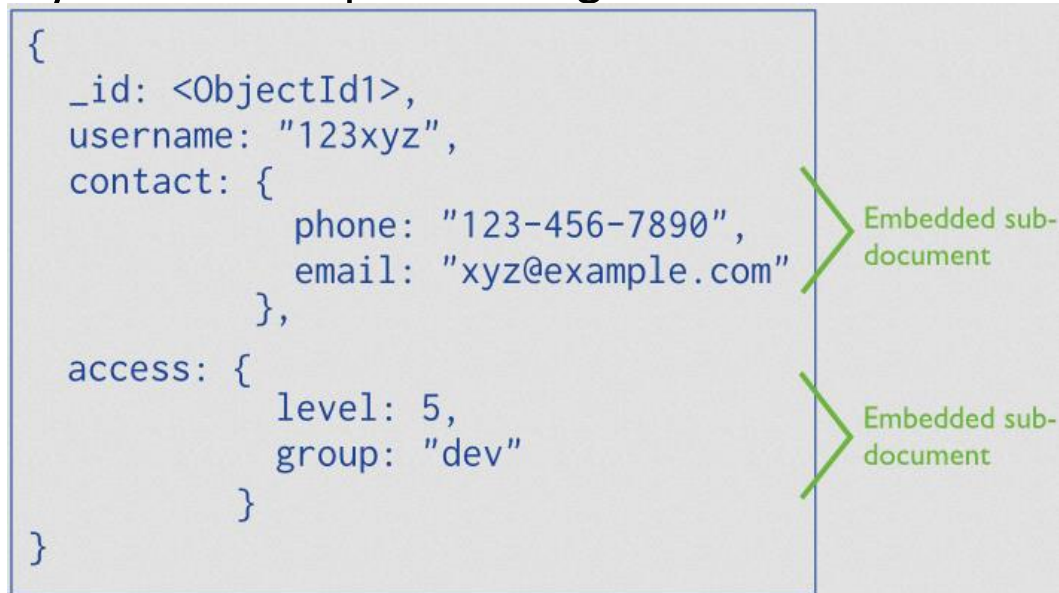 {
_id: <ObjectId1>,
username: "123xyz",
contact: {
phone: "123-456-7890",
email: "xyz@example.com"
},
access: {
level: 5,
group: "dev"
}
}
Embedded sub-
document
Embedded sub-
document